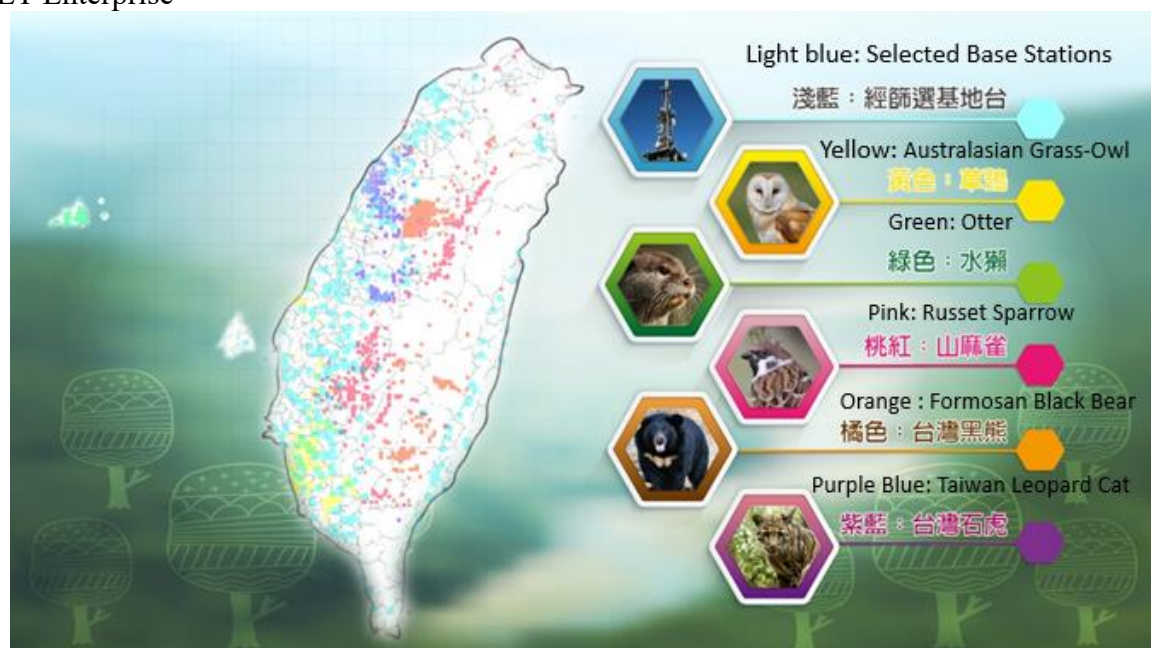 Enterprise
Light blue: Selected Base Stations
淺藍：經篩選基地台
Yellow: Australasian Grass-Owl
黃色：草鴞
Green: Otter
綠色：水獺
Pink: Russet Sparrow
桃紅：山麻雀
Orange : Formosan Black Bear
橘色：台灣黑熊
Purple Blue: Taiwan Leopard Cat
紫藍：台灣石虎